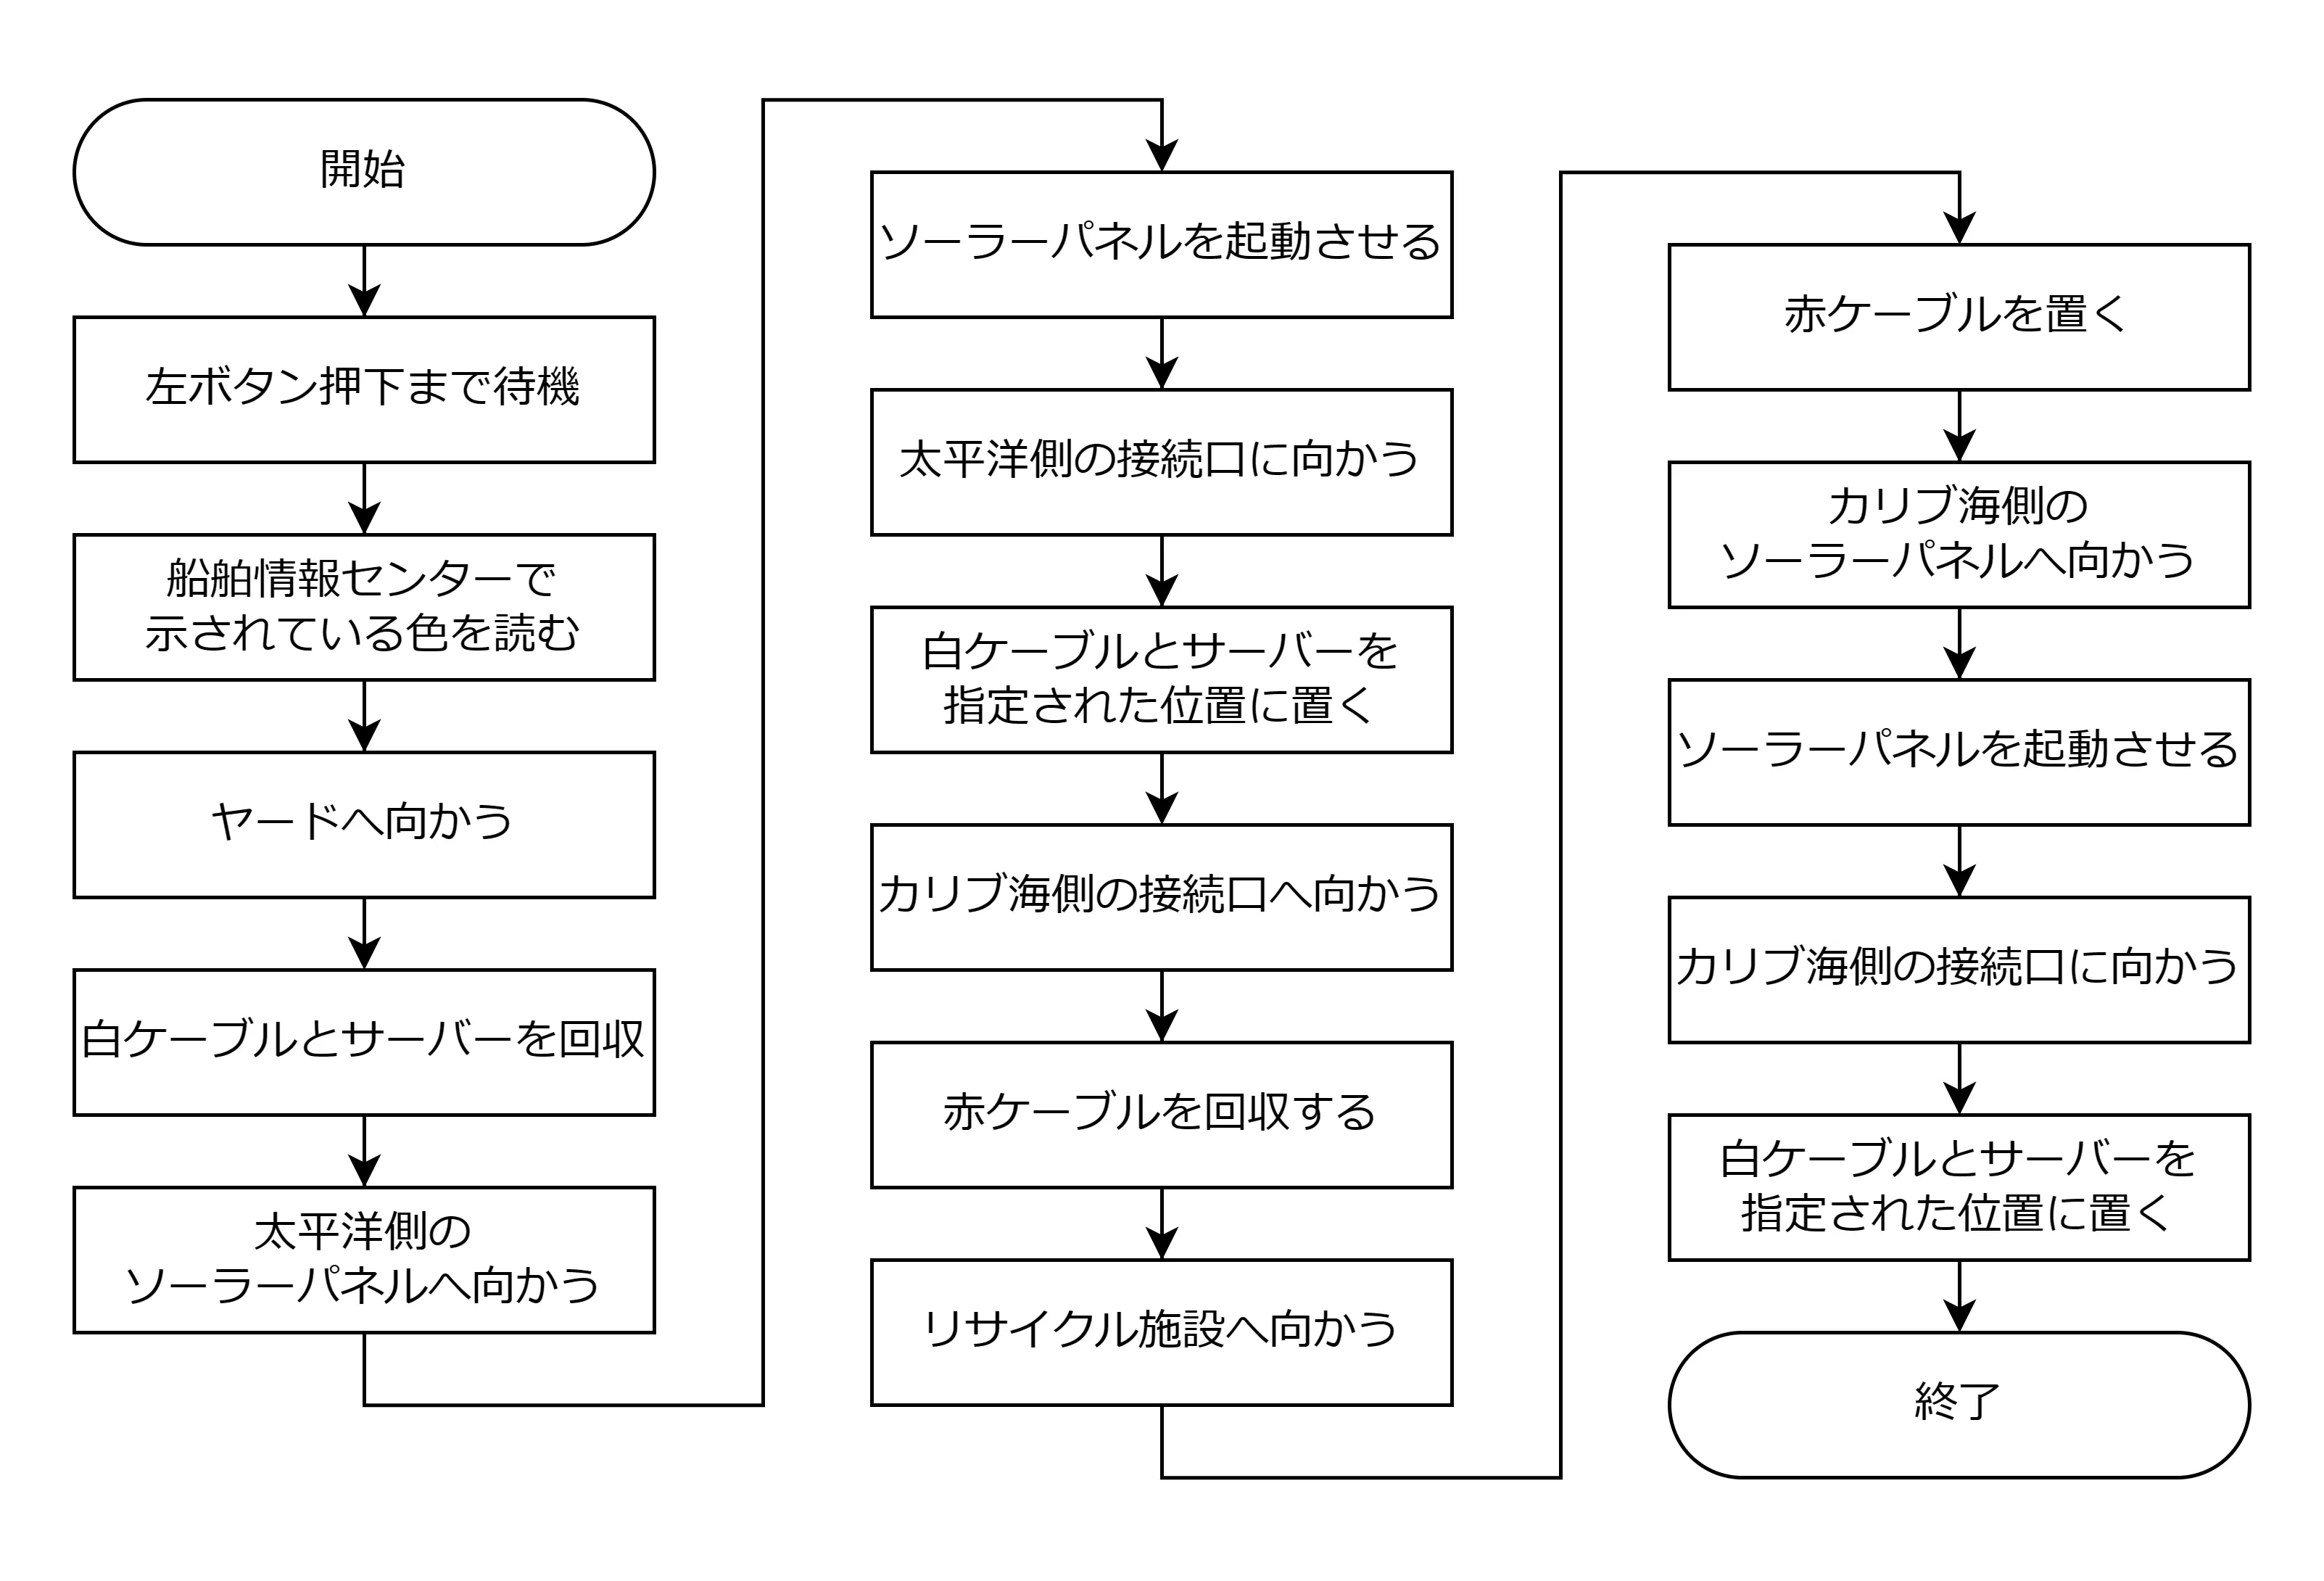 開始
左ボタン押下まで待機
船舶情報センターで
示されている色を読む
ヤードへ向かう
白ケーブルとサーバーを回収
太平洋側の
ソーラーパネルへ向かう
ソーラーパネルを起動させる
太平洋側の接続口に向かう
白ケーブルとサーバーを
指定された位置に置く
カリブ海側の接続口へ向かう
赤ケーブルを回収する
リサイクル施設へ向かう
赤ケーブルを置く
カリブ海側の
ソーラーパネルへ向かう
ソーラーパネルを起動させる
カリブ海側の接続口に向かう
白ケーブルとサーバーを
指定された位置に置く
終了